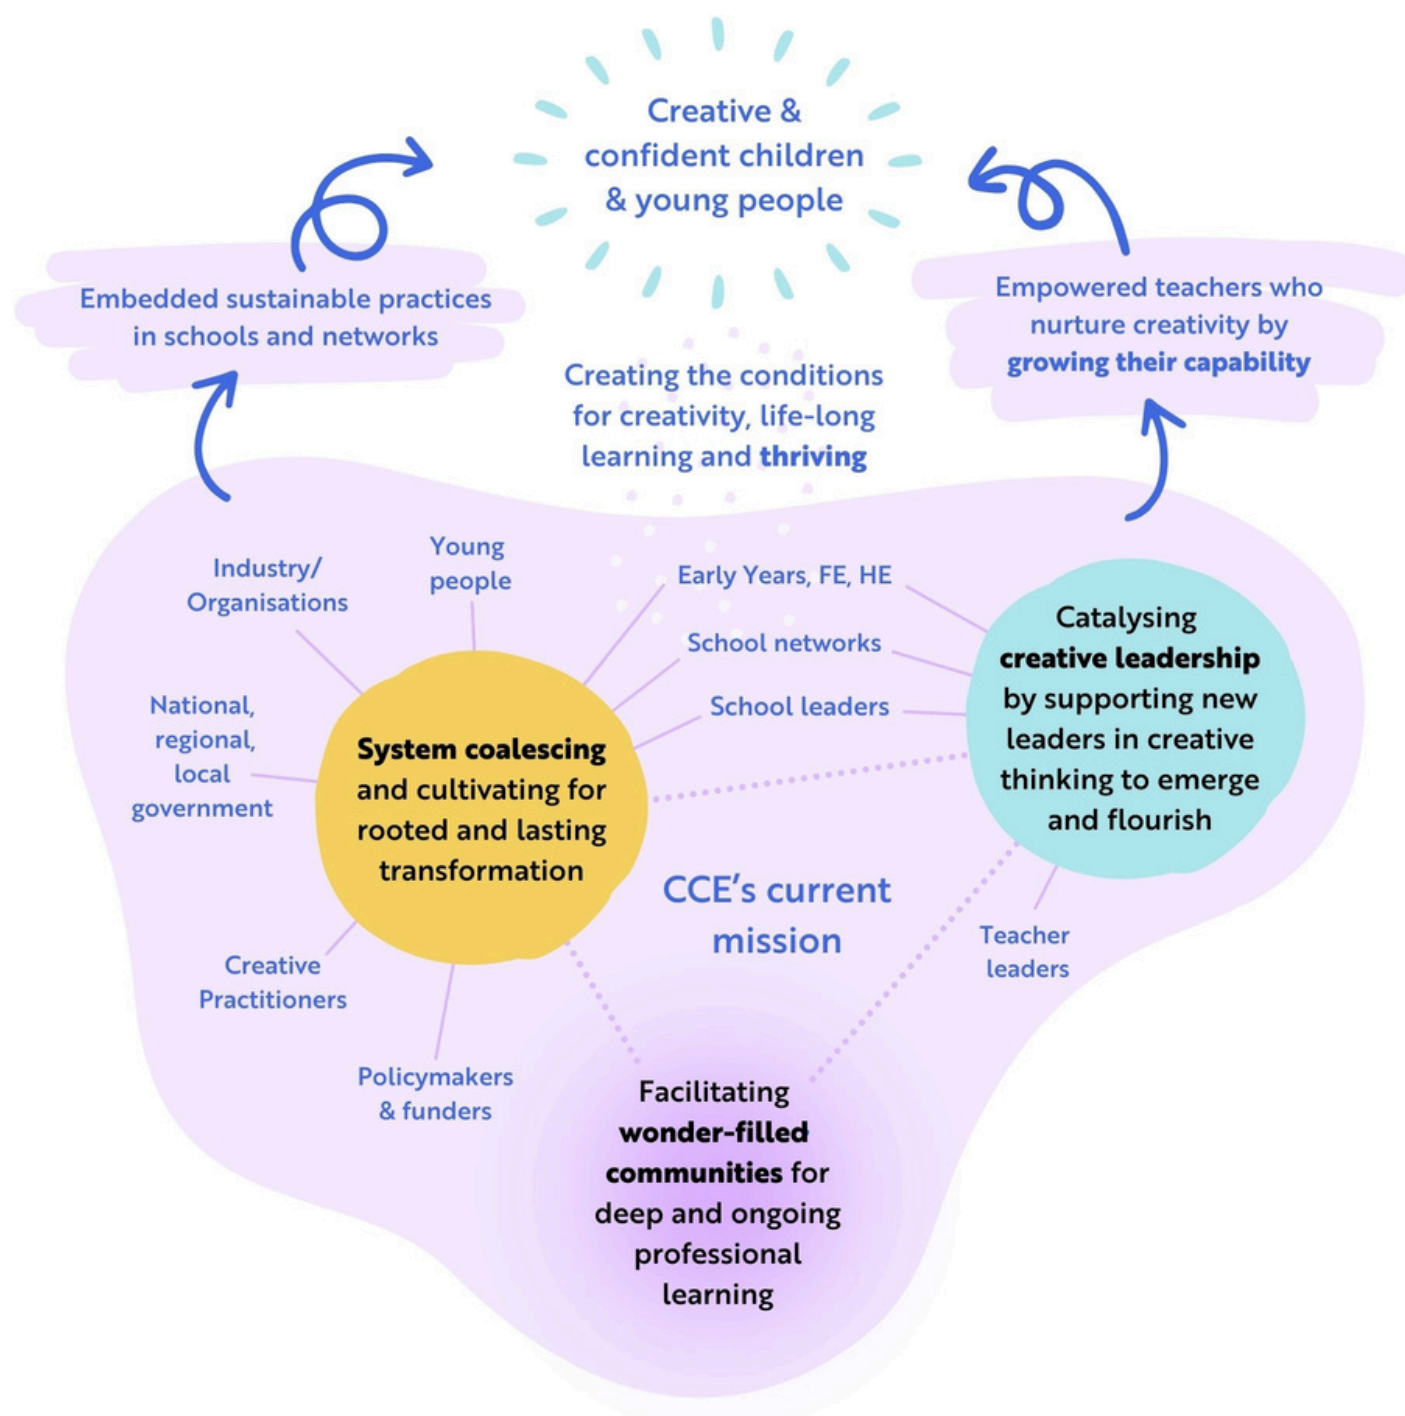 Creative &
confident children
& young people
Embedded sustainable practices
in schools and networks
Empowered teachers who
nurture creativity by
growing their capability
Creating the conditions
for creativity, life-long
learning and thriving
Industry/
Organisations
Young
people
Early Years, FE, HE
School networks
School leaders
National,
regional,
local
government
System coalescing
and cultivating for
rooted and lasting
transformation
Catalysing
creative leadership
by supporting new
leaders in creative
thinking to emerge
and flourish
CCE’s current
mission
Teacher
leaders
Creative
Practitioners
Policymakers
& funders
Facilitating
wonder-filled
communities for
deep and ongoing
professional
learning